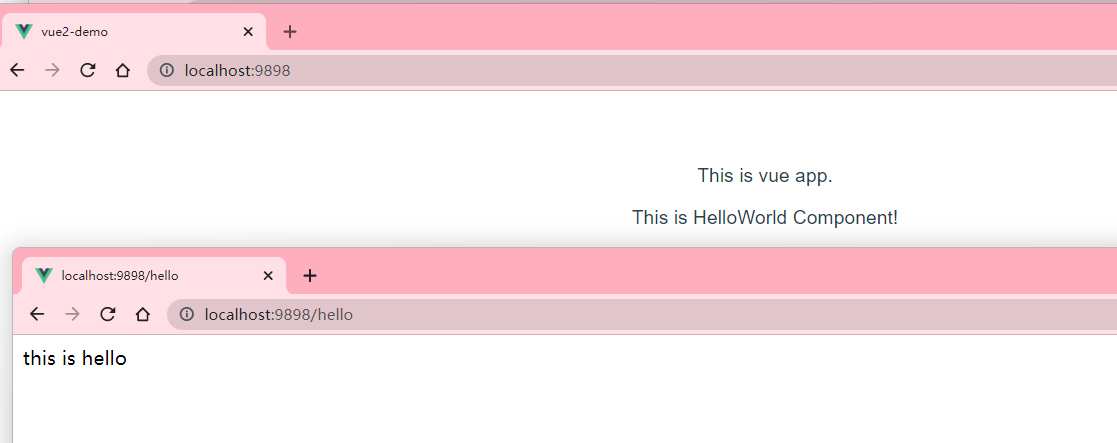 vue2-demo
localhost:9898
This is vue app.
This is HelloWorld Component!
localhost:9898/hello
localhost:9898/hello
this is hello